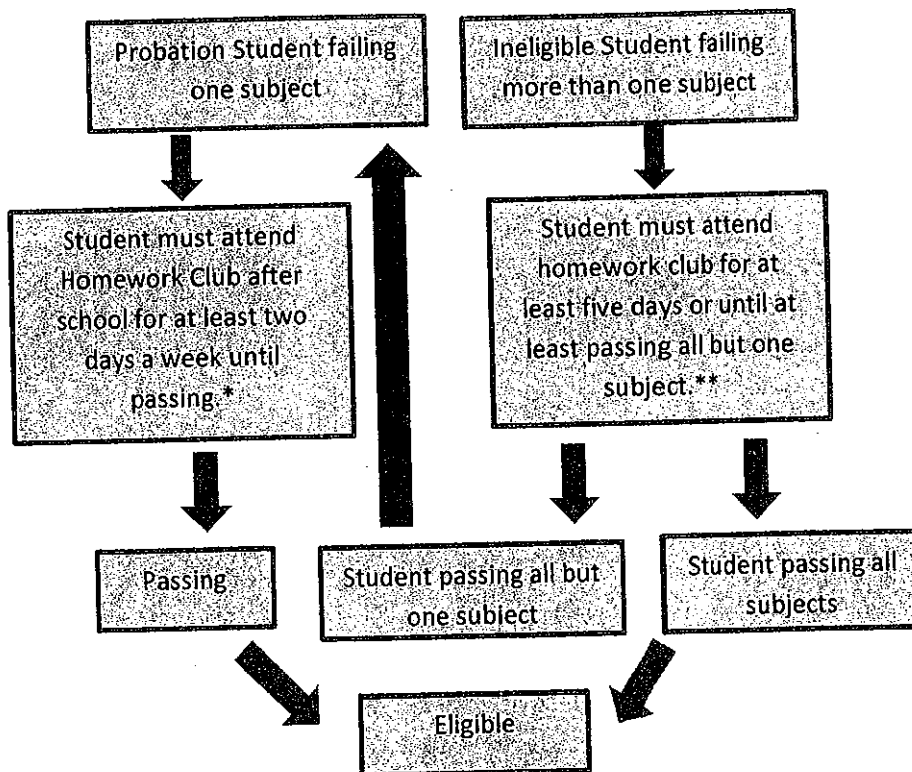 Probation Student failing
one subject
Ineligible Student failing
more than one subject
Student must attend
Homework Club after
school for at least two
days a week until
passing.*
Student must attend
homework club for at
least five days or until at
least passing all but one
subject.**
Passing
Student passing all but
one subject
Student passing all
subjects
Eligible